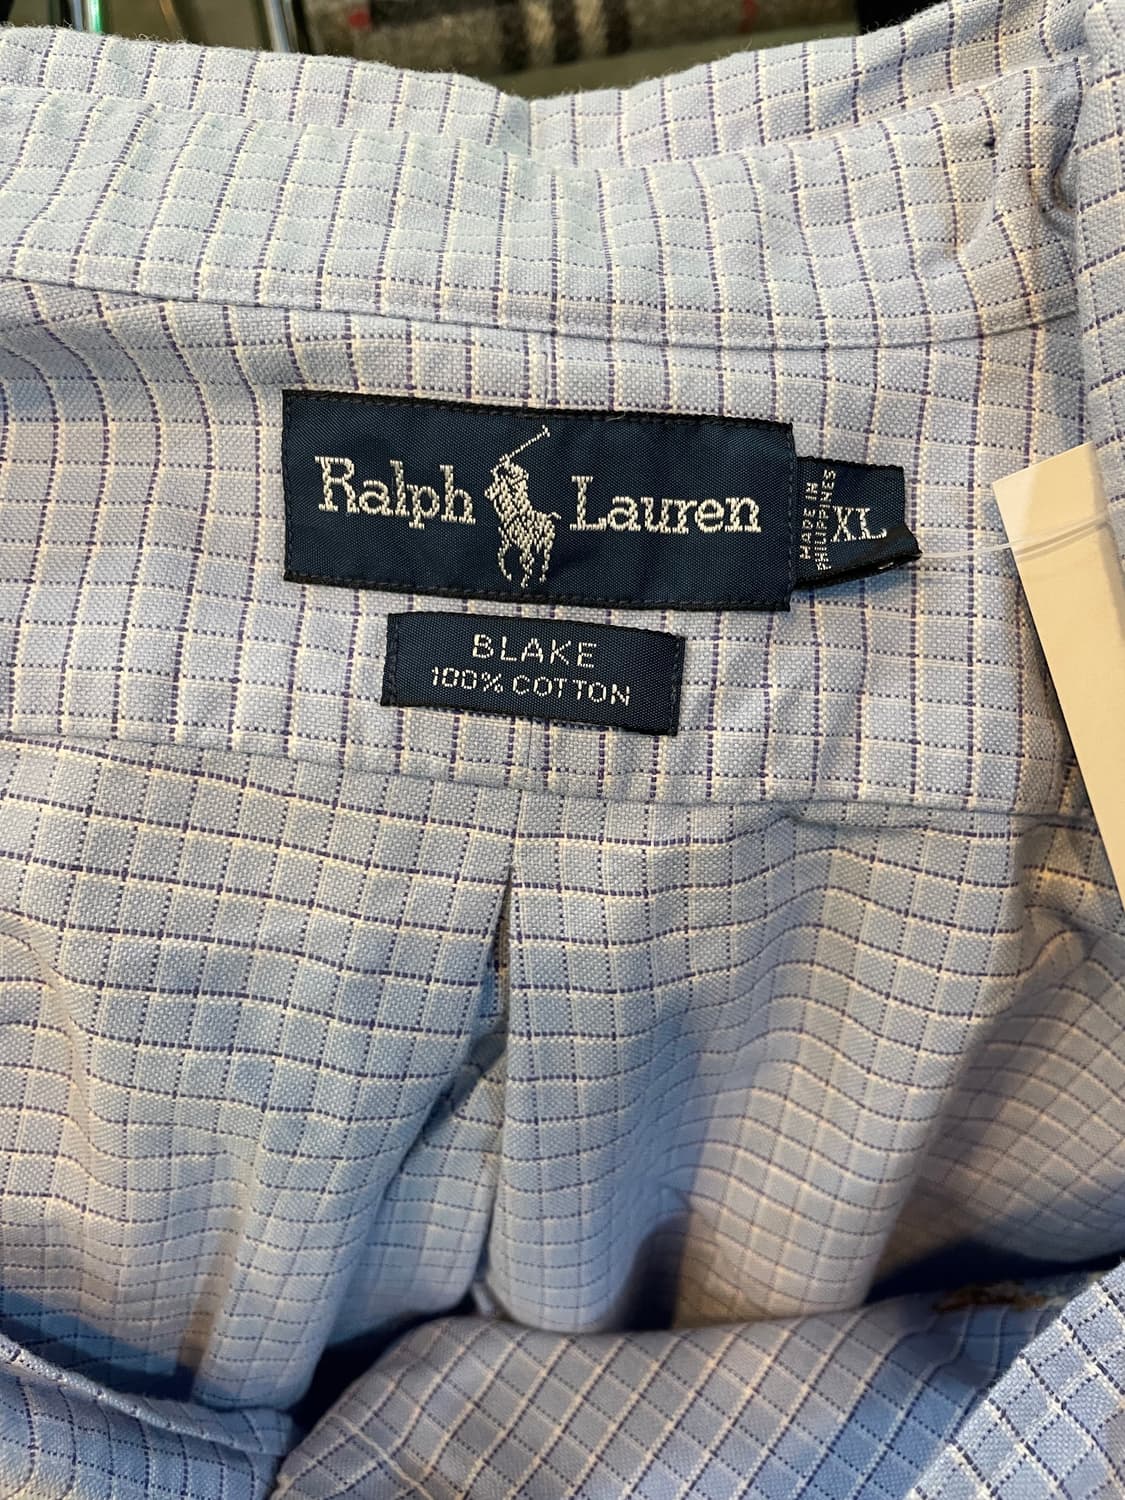 Ralph Lauren
MADE IN
PHILIPPINES
XL
BLAKE
100% COTTON